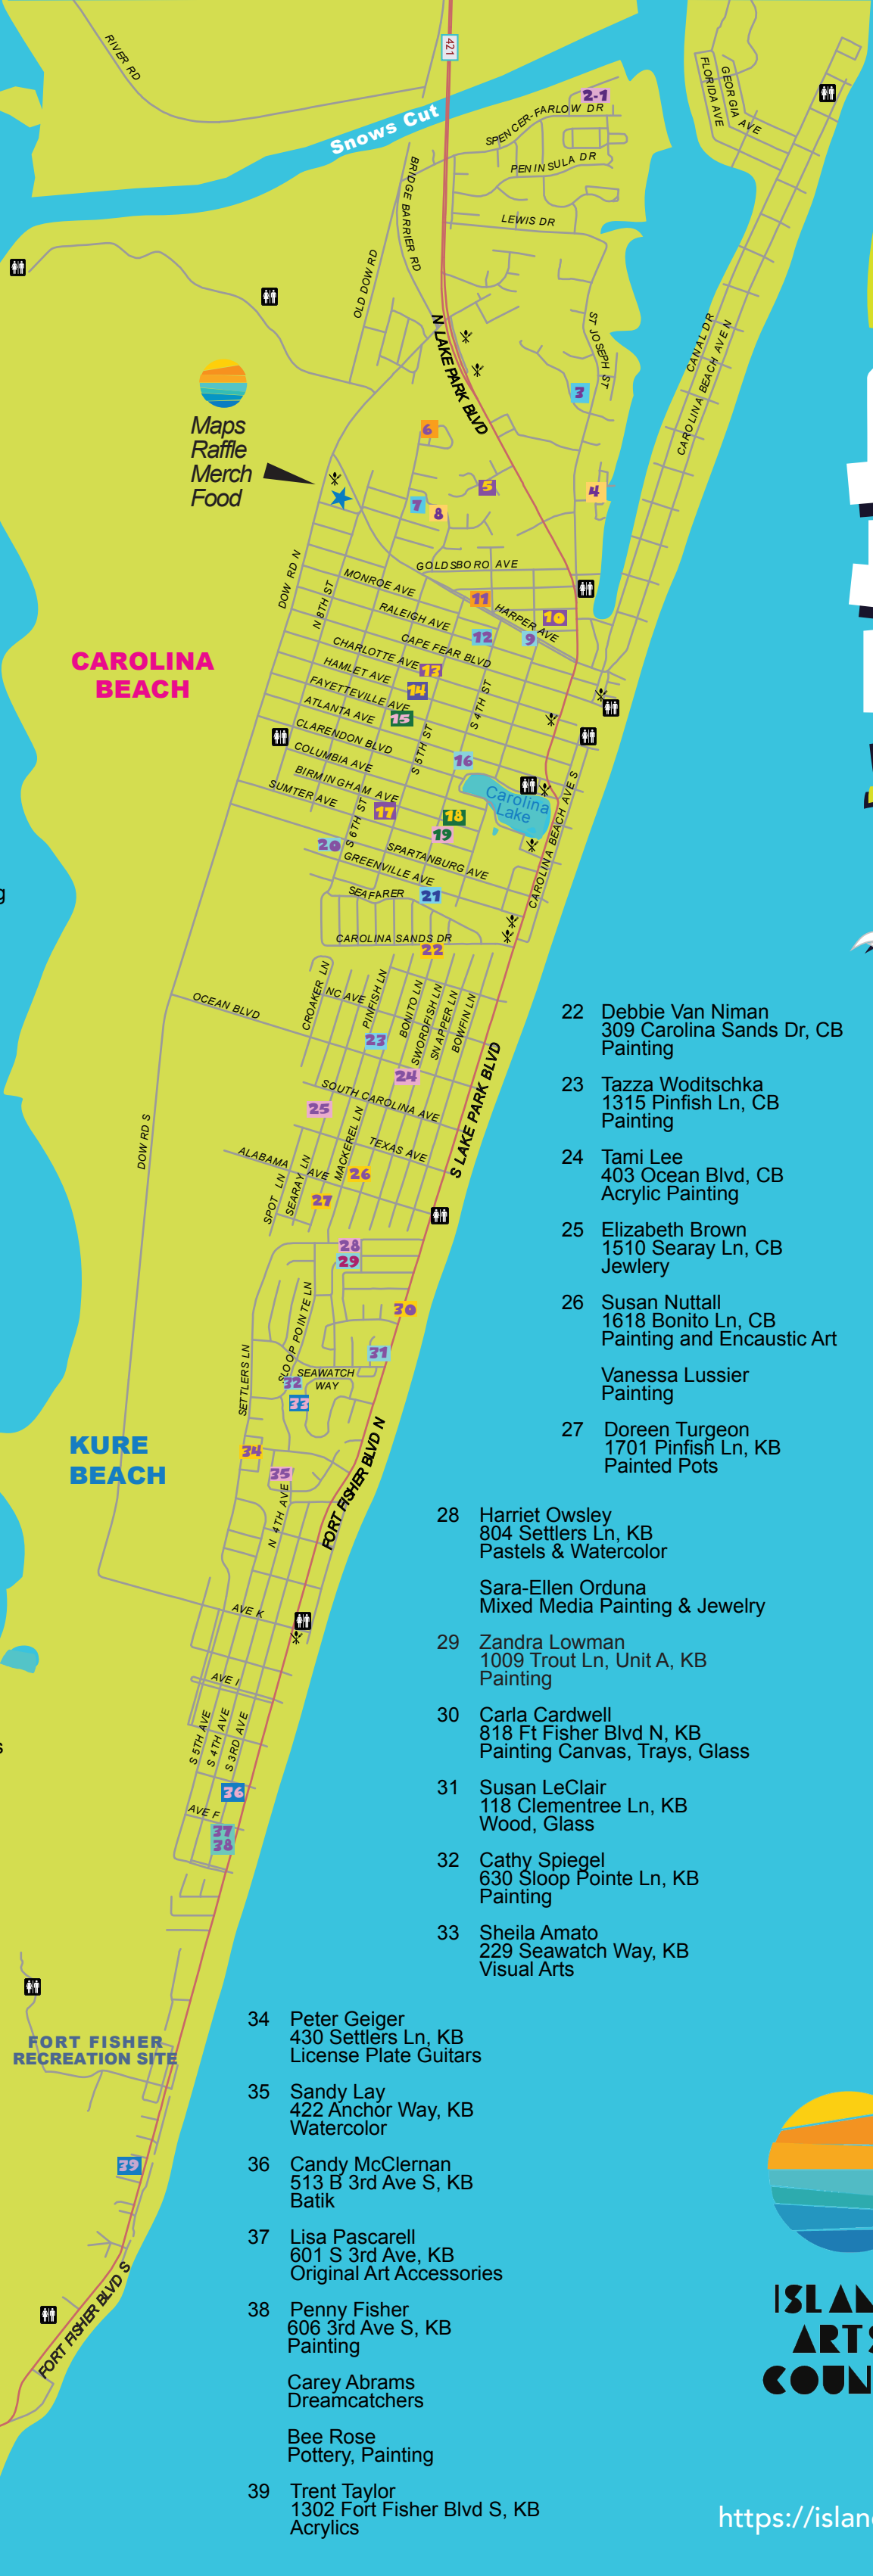 RIVER RD
421
Snows Cut
2-1
SPENCER-FARLOW DR
FLORIDA AVE
GEORGIA AVE
PENINSULA DR
BRIDGE BARRIER RD
LEWIS DR
OLD DOW RD
N LAKE PARK BLVD
ST JOSEPH ST
CANAL DR
CAROLINA BEACH AVE N
3
Maps
Raffle
Merch
Food
6
5
4
7
8
GOLDSBORO AVE
DOW RD N
N 8TH ST
MONROE AVE
11
RALEIGH AVE
HARPER AVE
10
12
9
CAPE FEAR BLVD
CHARLOTTE AVE
13
HAMLET AVE
14
CAROLINA
BEACH
FAYETTEVILLE AVE
15
S 4TH ST
ATLANTA AVE
CLARENDON BLVD
S 5TH ST
16
COLUMBIA AVE
BIRMINGHAM AVE
Carolina
Lake
SUMTER AVE
17
18
S 6TH ST
19
20
SPARTANBURG AVE
CAROLINA BEACH AVE S
GREENVILLE AVE
SEAFARER
21
g
CAROLINA SANDS DR
22
CROAKER LN
NC AVE
PINFISH LN
BONITO LN
SWORDFISH LN
SNAPPER LN
BOWFIN LN
OCEAN BLVD
23
24
S LAKE PARK BLVD
SOUTH CAROLINA AVE
25
DOW RD S
MACKEREL LN
TEXAS AVE
ALABAMA AVE
26
SPOT LN
SEARAY LN
27
28
29
30
SLOOP POINTE LN
31
SETTLERS LN
SEAWATCH
WAY
32
33
KURE
BEACH
34
35
N 4TH AVE
FORT FISHER BLVD N
AVE K
AVE I
S 5TH AVE
S 4TH AVE
S 3RD AVE
s
36
AVE F
37
38
FORT FISHER
RECREATION SITE
39
FORT FISHER BLVD S
22 Debbie Van Niman
309 Carolina Sands Dr, CB
Painting
23 Tazza Woditschka
1315 Pinfish Ln, CB
Painting
24 Tami Lee
403 Ocean Blvd, CB
Acrylic Painting
25 Elizabeth Brown
1510 Searay Ln, CB
Jewlery
26 Susan Nuttall
1618 Bonito Ln, CB
Painting and Encaustic Art
Vanessa Lussier
Painting
27 Doreen Turgeon
1701 Pinfish Ln, KB
Painted Pots
28 Harriet Owsley
804 Settlers Ln, KB
Pastels & Watercolor
Sara-Ellen Orduna
Mixed Media Painting & Jewelry
29 Zandra Lowman
1009 Trout Ln, Unit A, KB
Painting
30 Carla Cardwell
818 Ft Fisher Blvd N, KB
Painting Canvas, Trays, Glass
31 Susan LeClair
118 Clementree Ln, KB
Wood, Glass
32 Cathy Spiegel
630 Sloop Pointe Ln, KB
Painting
33 Sheila Amato
229 Seawatch Way, KB
Visual Arts
34 Peter Geiger
430 Settlers Ln, KB
License Plate Guitars
35 Sandy Lay
422 Anchor Way, KB
Watercolor
36 Candy McClernan
513 B 3rd Ave S, KB
Batik
37 Lisa Pascarell
601 S 3rd Ave, KB
Original Art Accessories
38 Penny Fisher
606 3rd Ave S, KB
Painting
Carey Abrams
Dreamcatchers
Bee Rose
Pottery, Painting
39 Trent Taylor
1302 Fort Fisher Blvd S, KB
Acrylics
ISLAN
ARTS
COUN
https://island